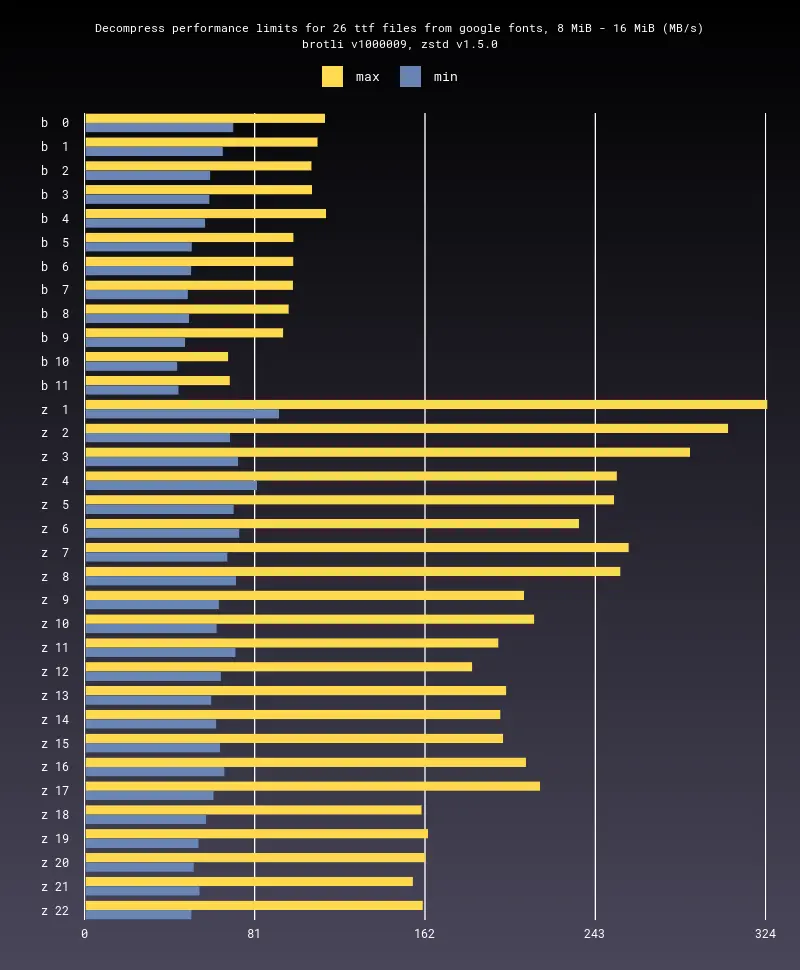 Decompress performance limits for 26 ttf files from google fonts, 8 MiB - 16 MiB (MB/s)
brotli v1000009, zstd v1.5.0
max min
b 0
b 1
b 2
b 3
b 4
b 5
b 6
b 7
b 8
b 9
b 10
b 11
z 1
z 2
z 3
z 4
z 5
z 6
z 7
z 8
z 9
z 10
z 11
z 12
z 13
z 14
z 15
z 16
z 17
z 18
z 19
z 20
z 21
z 22
0 81 162 243 324